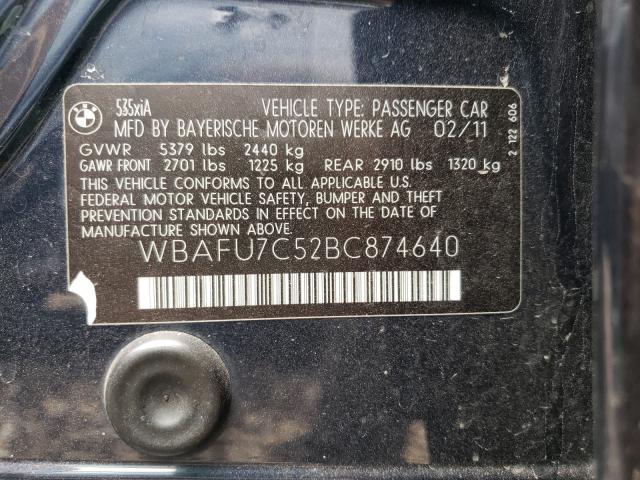 BMW
535xiA VEHICLE TYPE: PASSENGER CAR
MFD BY BAYERISCHE MOTOREN WERKE AG 02/11
GVWR 5379 lbs 2440 kg
GAWR FRONT 2701 lbs 1225 kg REAR 2910 lbs 1320 kg
THIS VEHICLE CONFORMS TO ALL APPLICABLE U.S.
FEDERAL MOTOR VEHICLE SAFETY, BUMPER AND THEFT
PREVENTION STANDARDS IN EFFECT ON THE DATE OF
MANUFACTURE SHOWN ABOVE.
WBAFU7C52BC874640
2 122 606